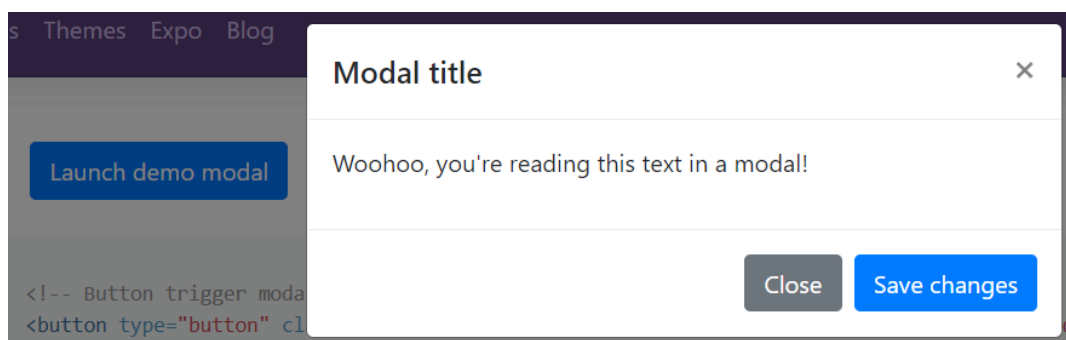 s Themes Expo Blog
Modal title
×
Launch demo modal
Woohoo, you're reading this text in a modal!
Close Save changes
<!-- Button trigger moda
<button type="button" cl